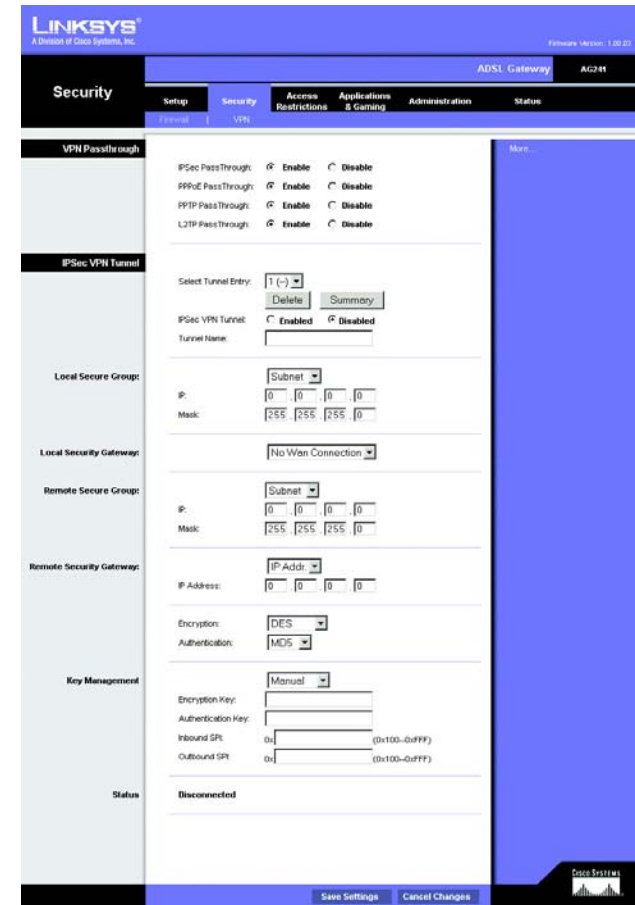 LINKSYS®
A Division of Cisco Systems, Inc.
Firmware Version: 1.00.20
ADSL Gateway AG241
Security
Setup Security Access Restrictions Applications & Gaming Administration Status
Firewall | VPN
VPN Passthrough
More...
IPSec PassThrough: Enable Disable
PPPoE PassThrough: Enable Disable
PPTP PassThrough: Enable Disable
L2TP PassThrough: Enable Disable
IPSec VPN Tunnel
Select Tunnel Entry: 1 (--)
Delete Summary
IPSec VPN Tunnel: Enabled Disabled
Tunnel Name:
Local Secure Group: Subnet
IP: 0 . 0 . 0 . 0
Mask: 255 . 255 . 255 . 0
Local Security Gateway: No Wan Connection
Remote Secure Group: Subnet
IP: 0 . 0 . 0 . 0
Mask: 255 . 255 . 255 . 0
Remote Security Gateway: IP Addr.
IP Address: 0 . 0 . 0 . 0
Encryption: DES
Authentication: MD5
Key Management Manual
Encryption Key:
Authentication Key:
Inbound SPI: 0x (0x100--0xFFF)
Outbound SPI: 0x (0x100--0xFFF)
Status Disconnected
Save Settings Cancel Changes
CISCO SYSTEMS